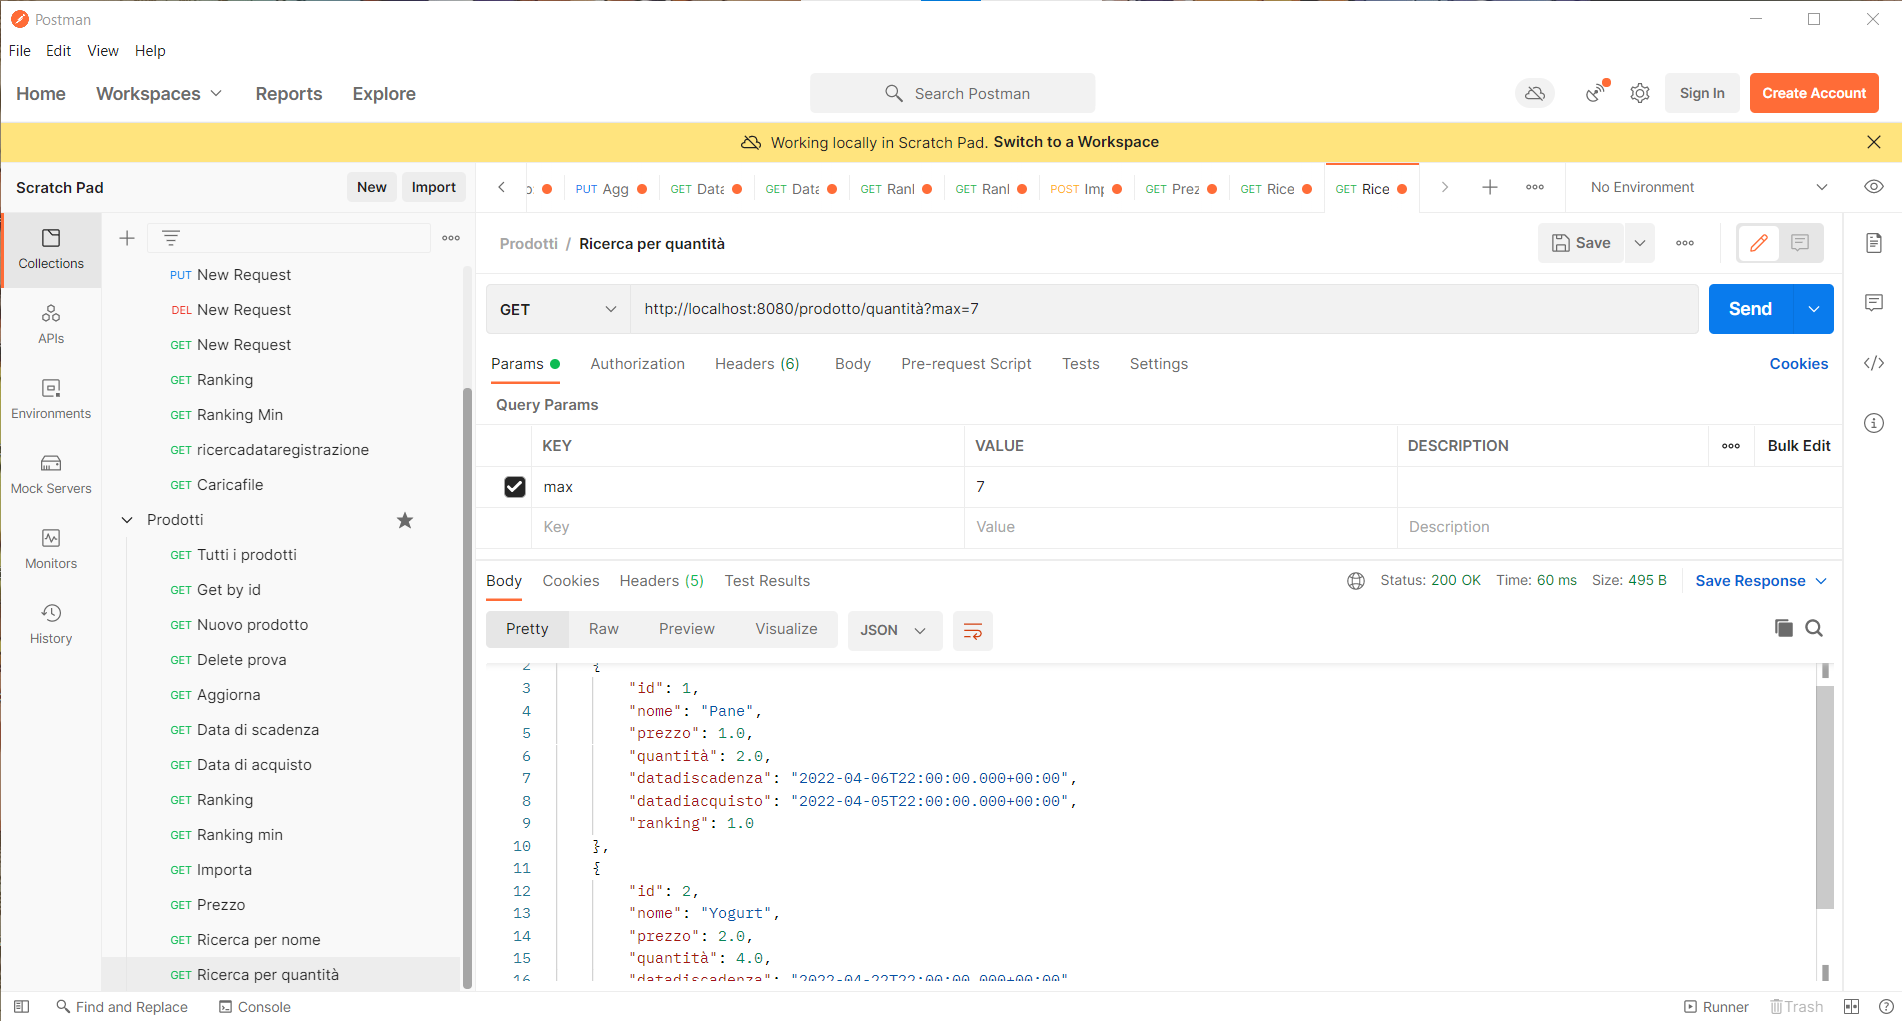 Postman
File Edit View Help
Home Workspaces Reports Explore Search Postman Sign In Create Account
Working locally in Scratch Pad. Switch to a Workspace
Scratch Pad New Import
PUT Agg GET Data GET Data GET Ranl GET Ranl POST Imp GET Prez GET Rice GET Rice No Environment
Collections
APIs
Environments
Mock Servers
Monitors
History
PUT New Request
DEL New Request
GET New Request
GET Ranking
GET Ranking Min
GET ricercadataregistrazione
GET Caricafile
Prodotti
GET Tutti i prodotti
GET Get by id
GET Nuovo prodotto
GET Delete prova
GET Aggiorna
GET Data di scadenza
GET Data di acquisto
GET Ranking
GET Ranking min
GET Importa
GET Prezzo
GET Ricerca per nome
GET Ricerca per quantità
Prodotti / Ricerca per quantità Save
GET http://localhost:8080/prodotto/quantità?max=7 Send
Params Authorization Headers (6) Body Pre-request Script Tests Settings Cookies
Query Params
KEY VALUE DESCRIPTION Bulk Edit
max 7
Key Value Description
Body Cookies Headers (5) Test Results Status: 200 OK Time: 60 ms Size: 495 B Save Response
Pretty Raw Preview Visualize JSON
2 {
3 "id": 1,
4 "nome": "Pane",
5 "prezzo": 1.0,
6 "quantità": 2.0,
7 "datadiscadenza": "2022-04-06T22:00:00.000+00:00",
8 "datadiacquisto": "2022-04-05T22:00:00.000+00:00",
9 "ranking": 1.0
10 },
11 {
12 "id": 2,
13 "nome": "Yogurt",
14 "prezzo": 2.0,
15 "quantità": 4.0,
16 "datadiscadenza": "2022-04-22T22:00:00.000+00:00"
Find and Replace Console Runner Trash